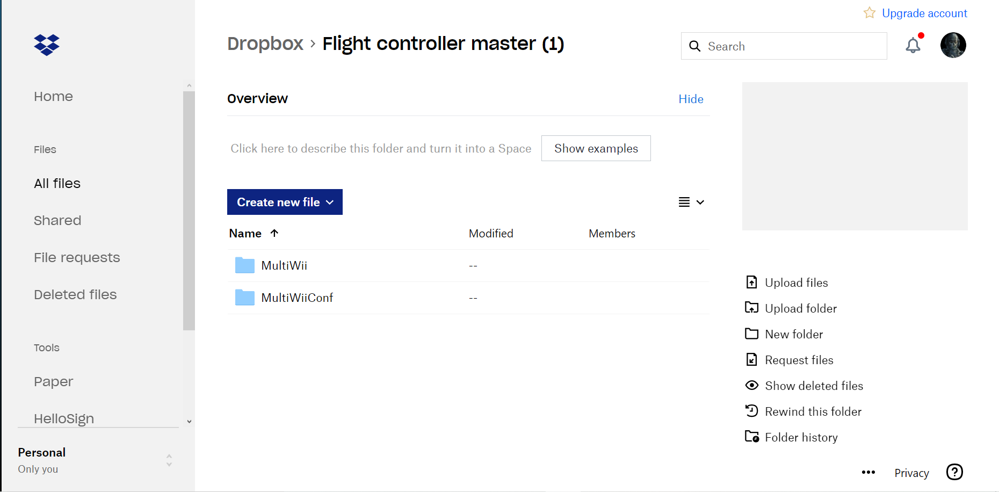 Upgrade account
Dropbox › Flight controller master (1)
Search
Home
Files
All files
Shared
File requests
Deleted files
Tools
Paper
HelloSign
Personal
Only you
Overview
Hide
Click here to describe this folder and turn it into a Space
Show examples
Create new file
Name Modified Members
MultiWii --
MultiWiiConf --
Upload files
Upload folder
New folder
Request files
Show deleted files
Rewind this folder
Folder history
Privacy
?